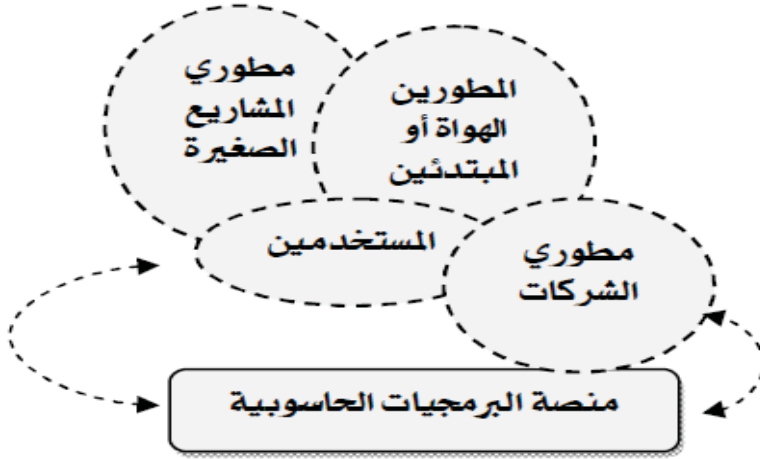 مطوري
المشاريع
الصغيرة
المطورين
الهواة أو
المبتدئين
المستخدمين
مطوري
الشركات
منصة البرمجيات الحاسوبية